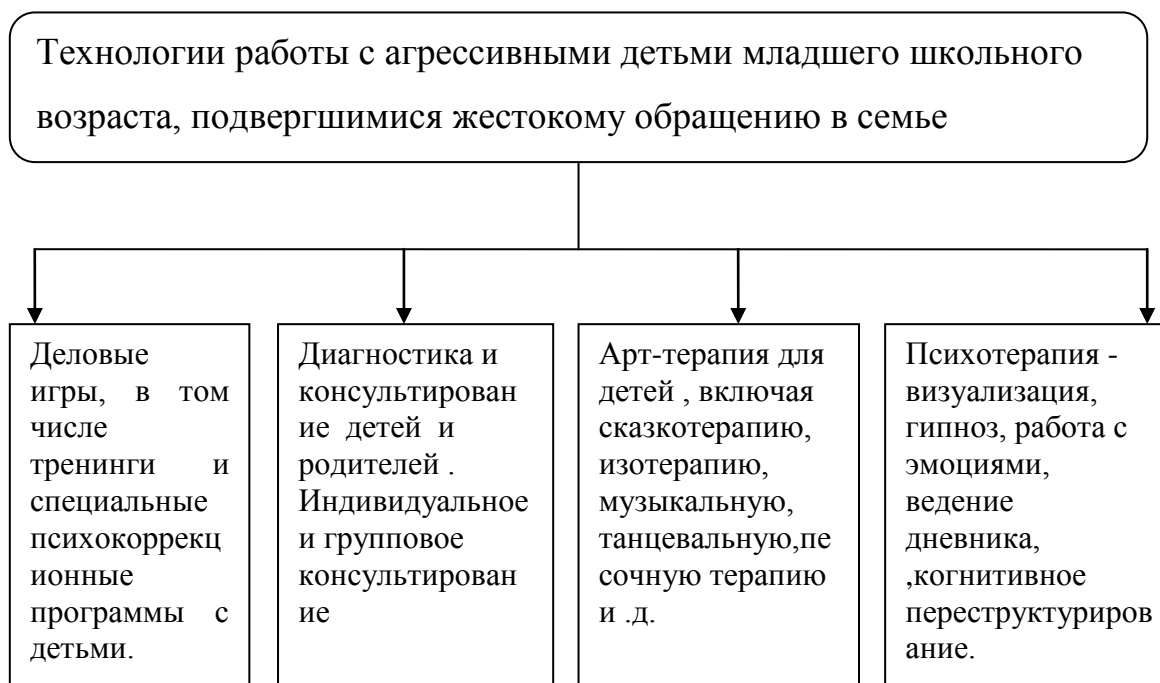 Технологии работы с агрессивными детьми младшего школьного
возраста, подвергшимися жестокому обращению в семье
Деловые
игры, в том
числе
тренинги и
специальные
психокоррекц
ионные
программы с
детьми.
Диагностика и
консультирован
ие детей и
родителей .
Индивидуальное
и групповое
консультирован
ие
Арт-терапия для
детей , включая
сказкотерапию,
изотерапию,
музыкальную,
танцевальную,пе
сочную терапию
и .д.
Психотерапия -
визуализация,
гипноз, работа с
эмоциями,
ведение
дневника,
,когнитивное
переструктуриров
ание.